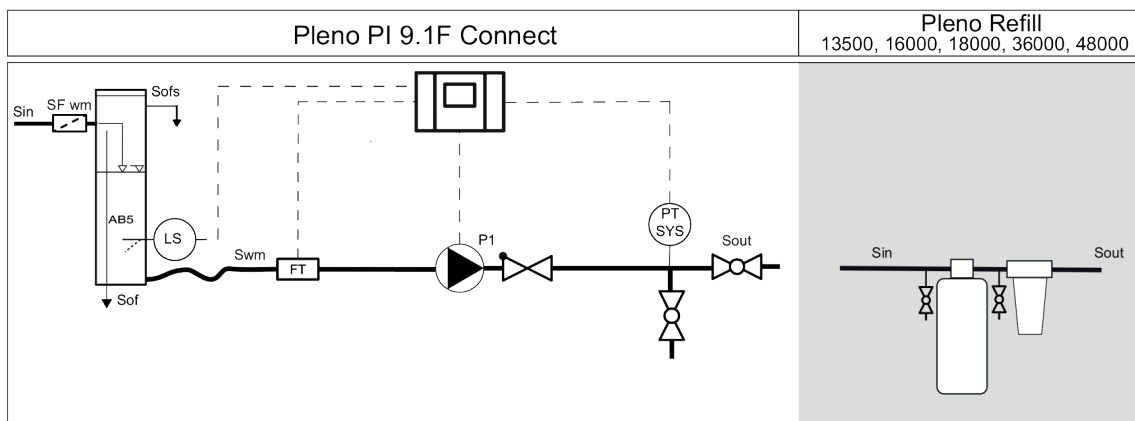 Pleno PI 9.1F Connect
Pleno Refill
13500, 16000, 18000, 36000, 48000
Sin
SF wm
Sofs
AB5
LS
Sof
Swm
FT
P1
PT
SYS
Sout
Sin
Sout